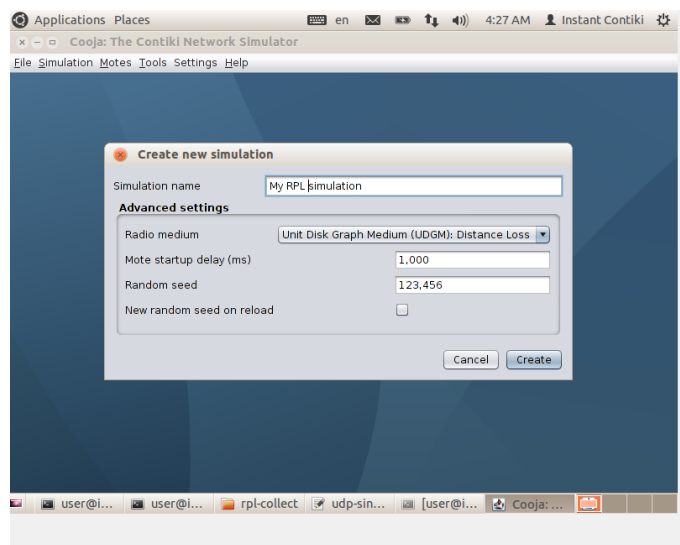 Applications Places en 4:27 AM Instant Contiki
Cooja: The Contiki Network Simulator
File Simulation Motes Tools Settings Help
Create new simulation
Simulation name My RPL simulation
Advanced settings
Radio medium Unit Disk Graph Medium (UDGM): Distance Loss
Mote startup delay (ms) 1,000
Random seed 123,456
New random seed on reload
Cancel Create
user@i... user@i... rpl-collect udp-sin... [user@i... Cooja: ...